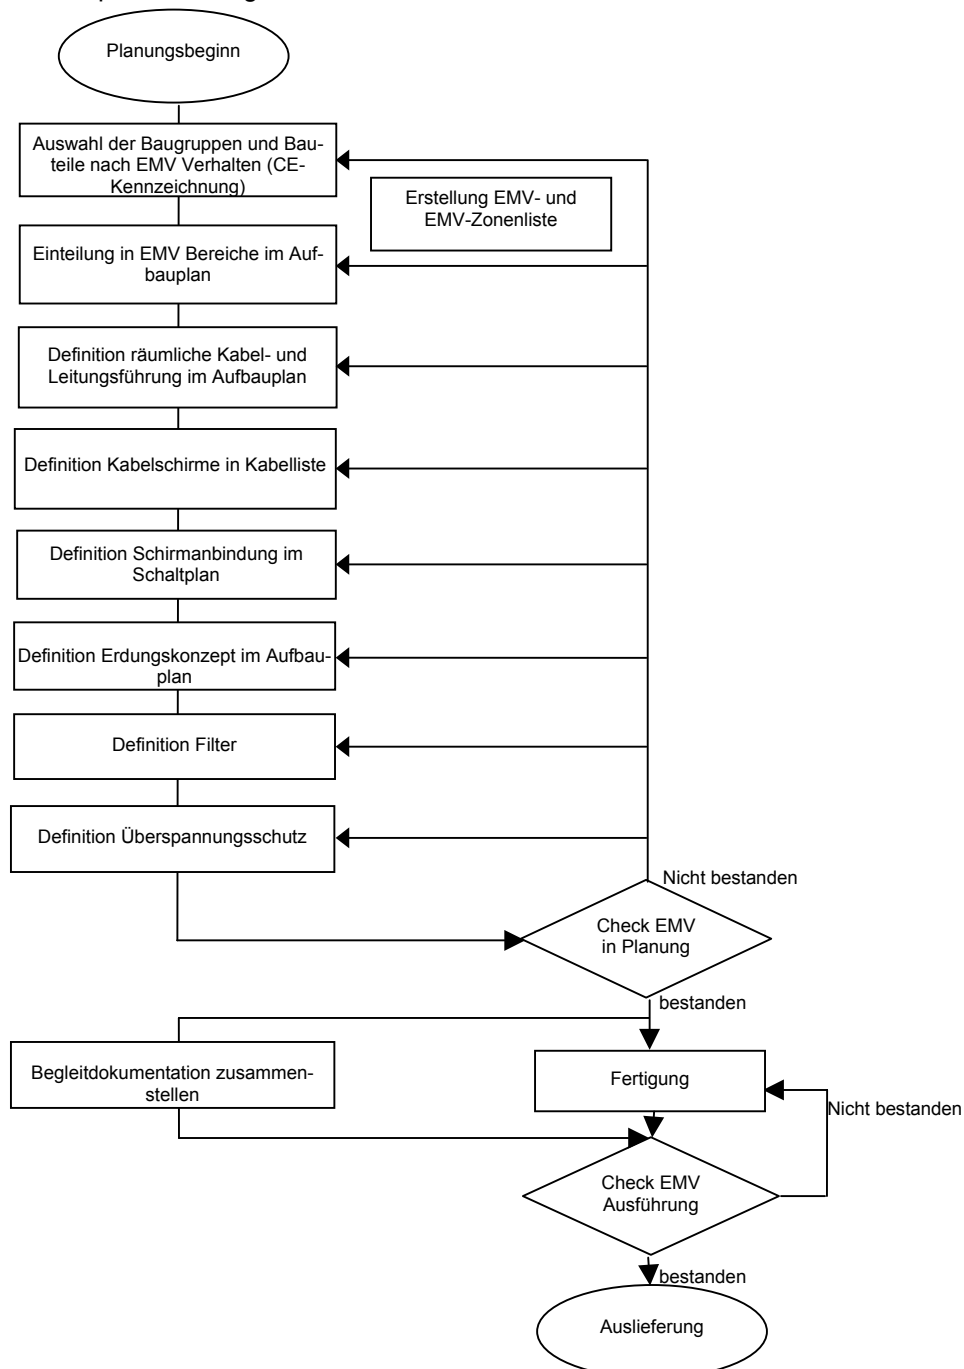 Planungsbeginn
Auswahl der Baugruppen und Bau-
teile nach EMV Verhalten (CE-
Kennzeichnung)
Erstellung EMV- und
EMV-Zonenliste
Einteilung in EMV Bereiche im Auf-
bauplan
Definition räumliche Kabel- und
Leitungsführung im Aufbauplan
Definition Kabelschirme in Kabelliste
Definition Schirmanbindung im
Schaltplan
Definition Erdungskonzept im Aufbau-
plan
Definition Filter
Definition Überspannungsschutz
Nicht bestanden
Check EMV
in Planung
bestanden
Begleitdokumentation zusammen-
stellen
Fertigung
Nicht bestanden
Check EMV
Ausführung
bestanden
Auslieferung